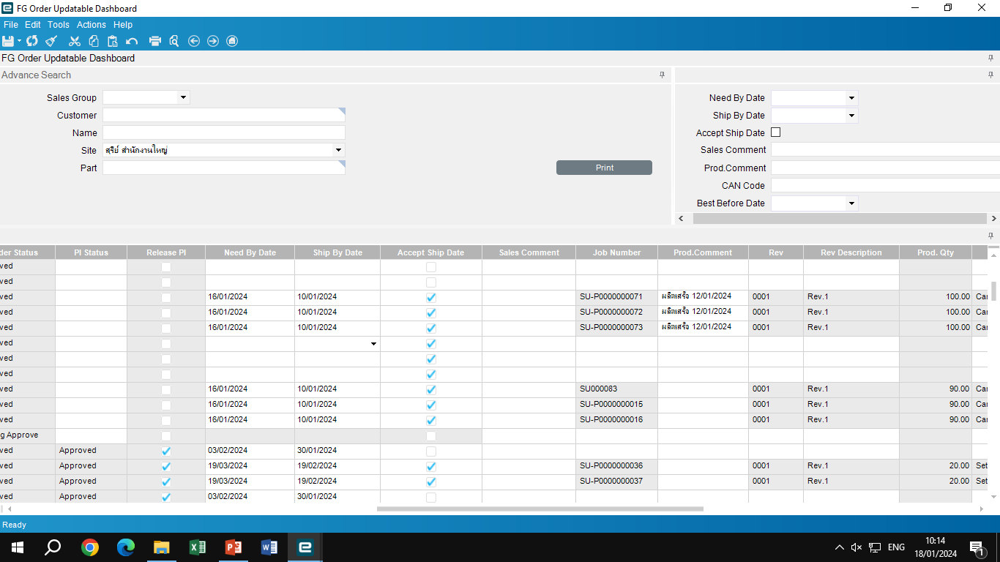 FG Order Updatable Dashboard
File Edit Tools Actions Help
FG Order Updatable Dashboard
Advance Search
Sales Group
Customer
Name
Site สุรีย์ สำนักงานใหญ่
Part
Print
Need By Date
Ship By Date
Accept Ship Date
Sales Comment
Prod.Comment
CAN Code
Best Before Date
der Status PI Status Release PI Need By Date Ship By Date Accept Ship Date Sales Comment Job Number Prod.Comment Rev Rev Description Prod. Qty
ved
ved
ved 16/01/2024 10/01/2024 SU-P0000000071 ผลิตเสร็จ 12/01/2024 0001 Rev.1 100.00 Car
ved 16/01/2024 10/01/2024 SU-P0000000072 ผลิตเสร็จ 12/01/2024 0001 Rev.1 100.00 Car
ved 16/01/2024 10/01/2024 SU-P0000000073 ผลิตเสร็จ 12/01/2024 0001 Rev.1 100.00 Car
ved
ved
ved
ved 16/01/2024 10/01/2024 SU000083 0001 Rev.1 90.00 Car
ved 16/01/2024 10/01/2024 SU-P0000000015 0001 Rev.1 90.00 Car
ved 16/01/2024 10/01/2024 SU-P0000000016 0001 Rev.1 90.00 Car
g Approve
ved Approved 03/02/2024 30/01/2024
ved Approved 19/03/2024 19/02/2024 SU-P0000000036 0001 Rev.1 20.00 Set
ved Approved 19/03/2024 19/02/2024 SU-P0000000037 0001 Rev.1 20.00 Set
ved Approved 03/02/2024 30/01/2024
Ready
ENG
10:14
18/01/2024
1